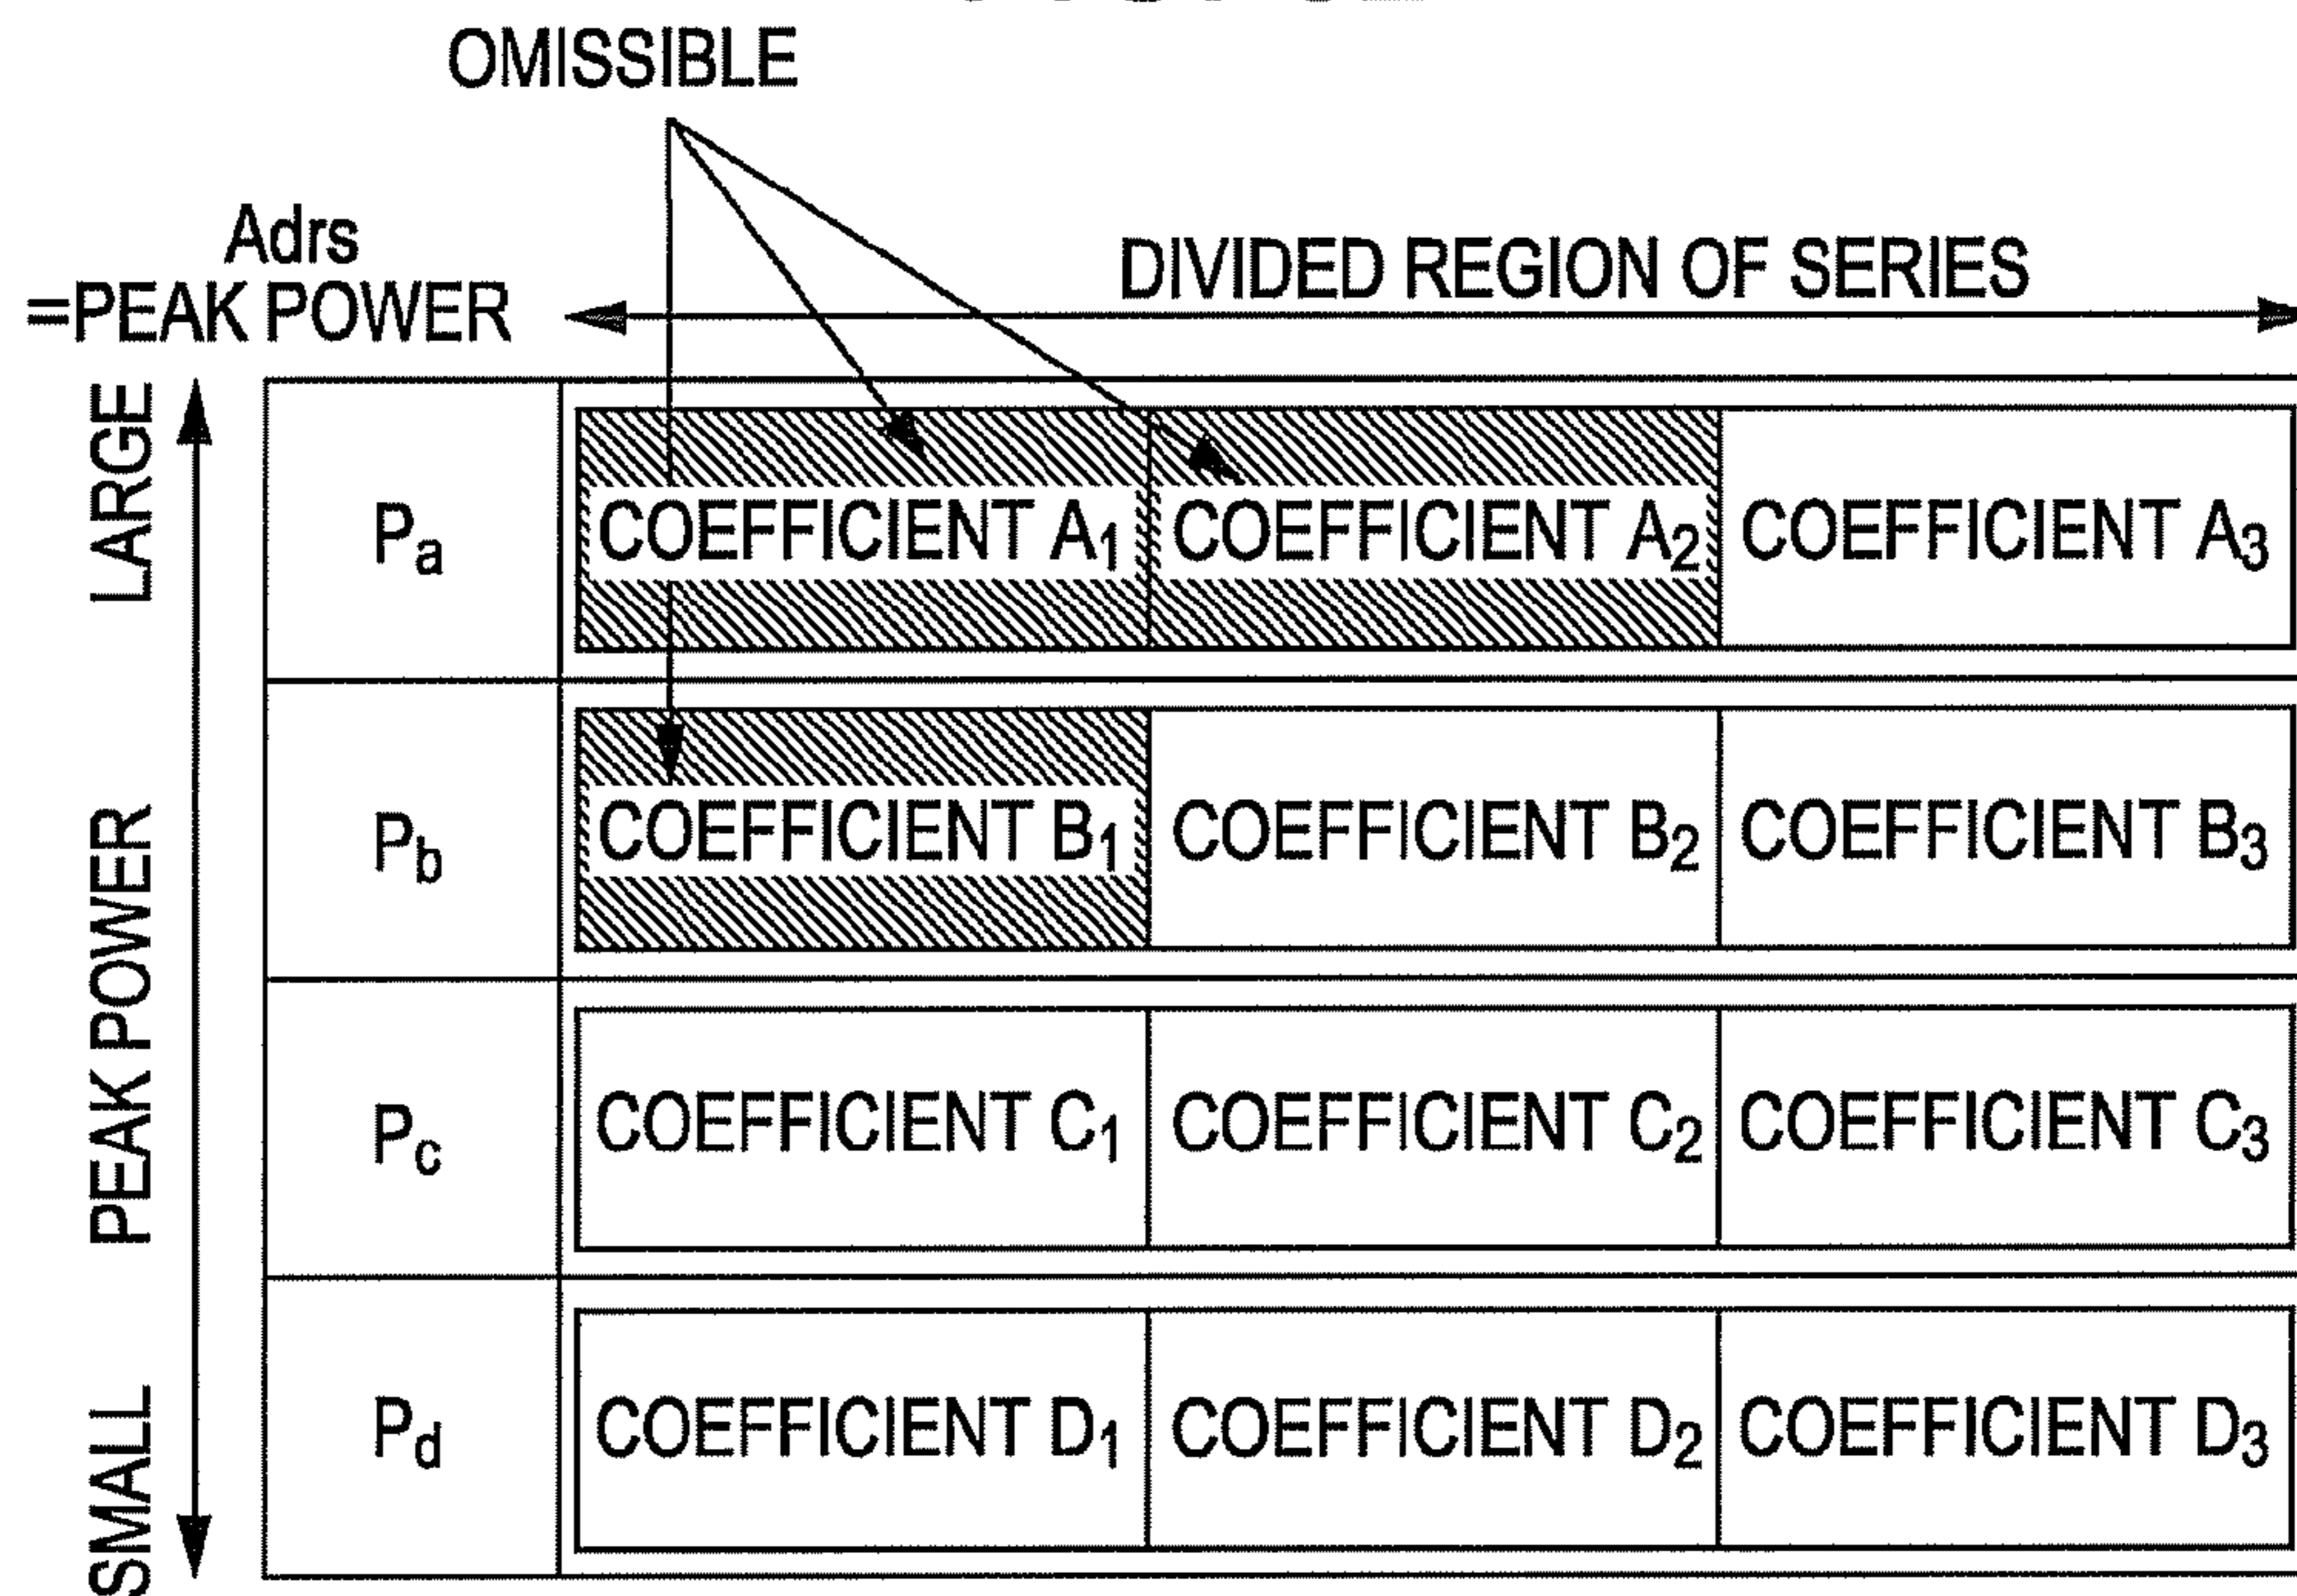 OMISSIBLE
Adrs
=PEAK POWER
DIVIDED REGION OF SERIES
LARGE
PEAK POWER
SMALL
Pa
COEFFICIENT A1
COEFFICIENT A2
COEFFICIENT A3
Pb
COEFFICIENT B1
COEFFICIENT B2
COEFFICIENT B3
Pc
COEFFICIENT C1
COEFFICIENT C2
COEFFICIENT C3
Pd
COEFFICIENT D1
COEFFICIENT D2
COEFFICIENT D3